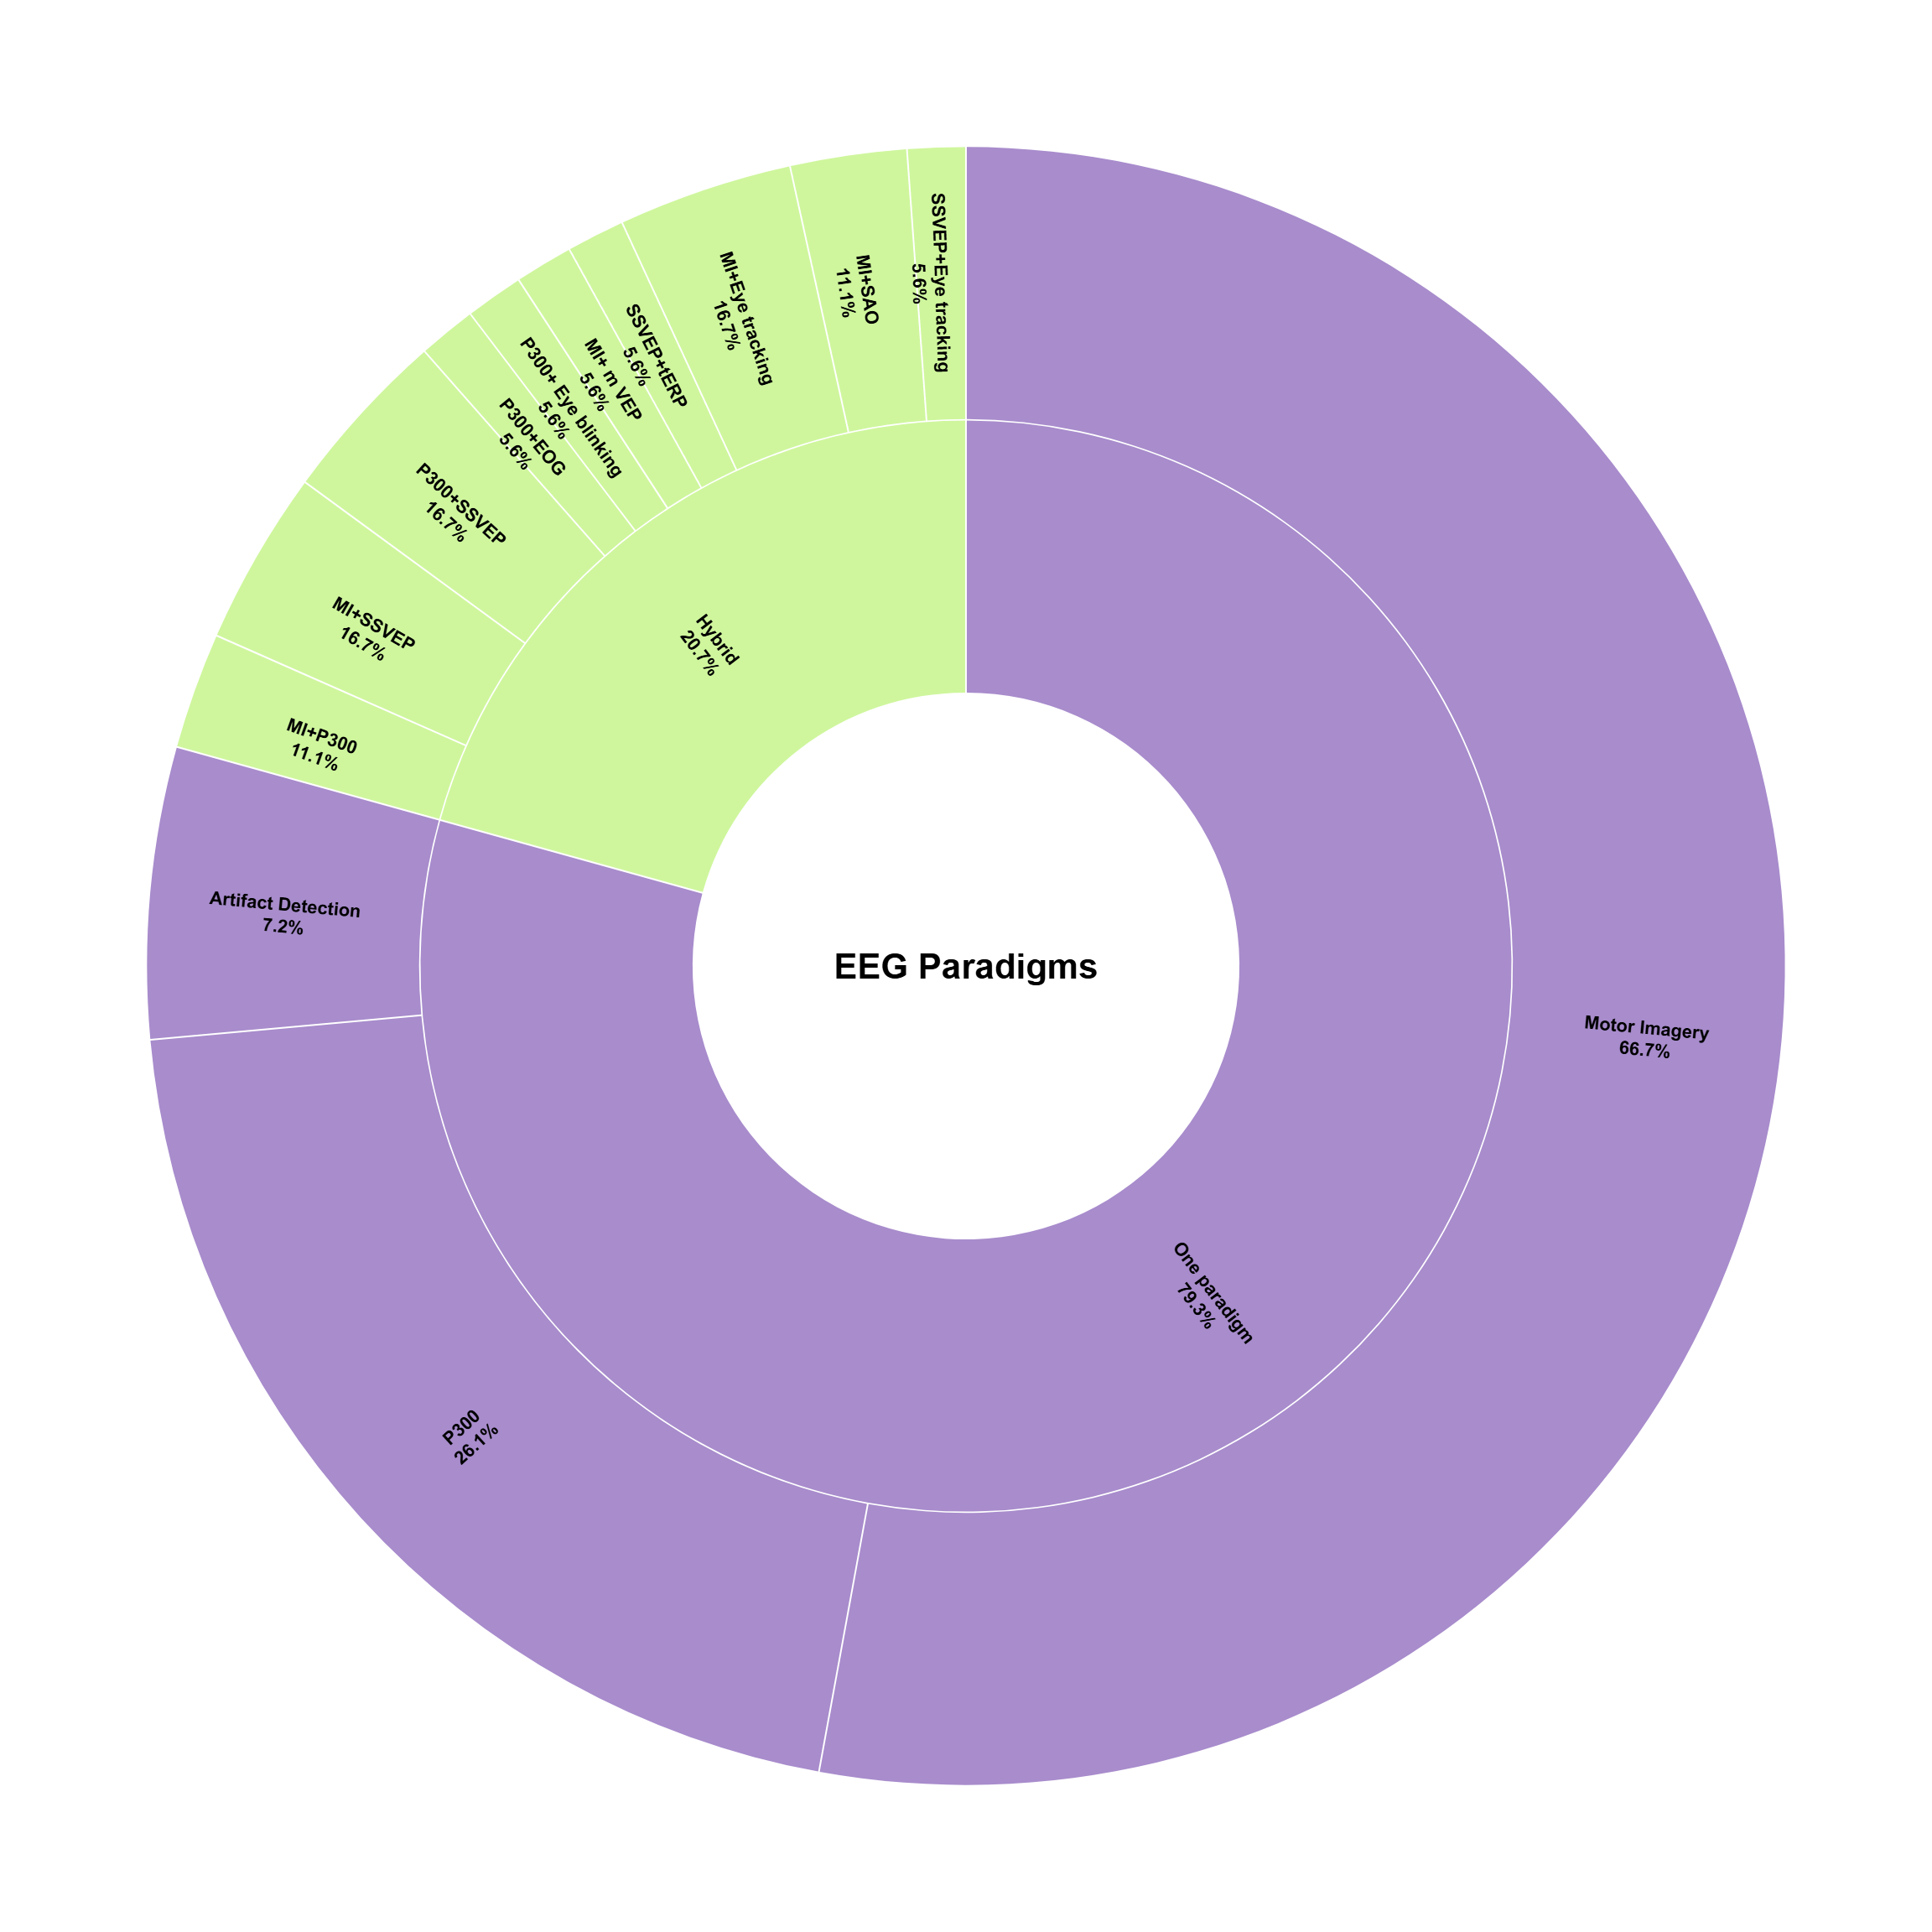 SSVEP+Eye tracking
5.6%
MI+SAO
11.1%
MI+Eye tracking
16.7%
SSVEP+tERP
5.6%
MI+ m VEP
5.6%
P300+ Eye blinking
5.6%
P300+EOG
5.6%
P300+SSVEP
16.7%
MI+SSVEP
16.7%
MI+P300
11.1%
Hybrid
20.7%
Artifact Detection
7.2%
EEG Paradigms
Motor Imagery
66.7%
One paradigm
79.3%
P300
26.1%